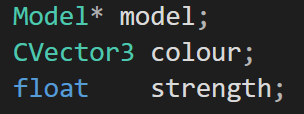 Model* model;
CVector3 colour;
float    strength;